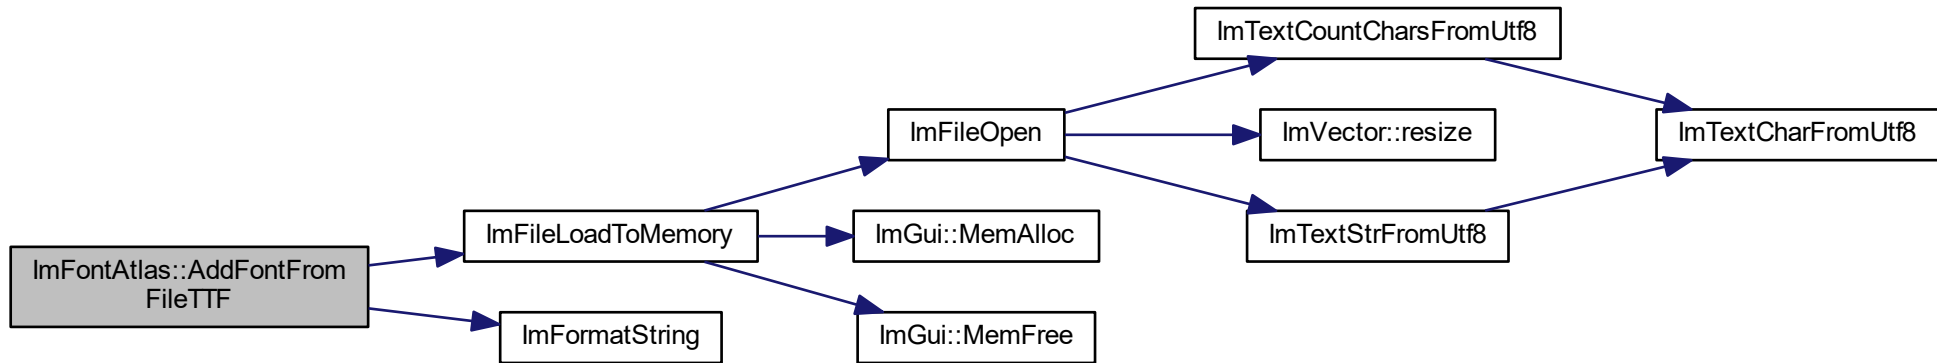 ImFontAtlas::AddFontFrom
FileTTF
ImFileLoadToMemory
ImFormatString
ImFileOpen
ImGui::MemAlloc
ImGui::MemFree
ImTextCountCharsFromUtf8
ImVector::resize
ImTextStrFromUtf8
ImTextCharFromUtf8